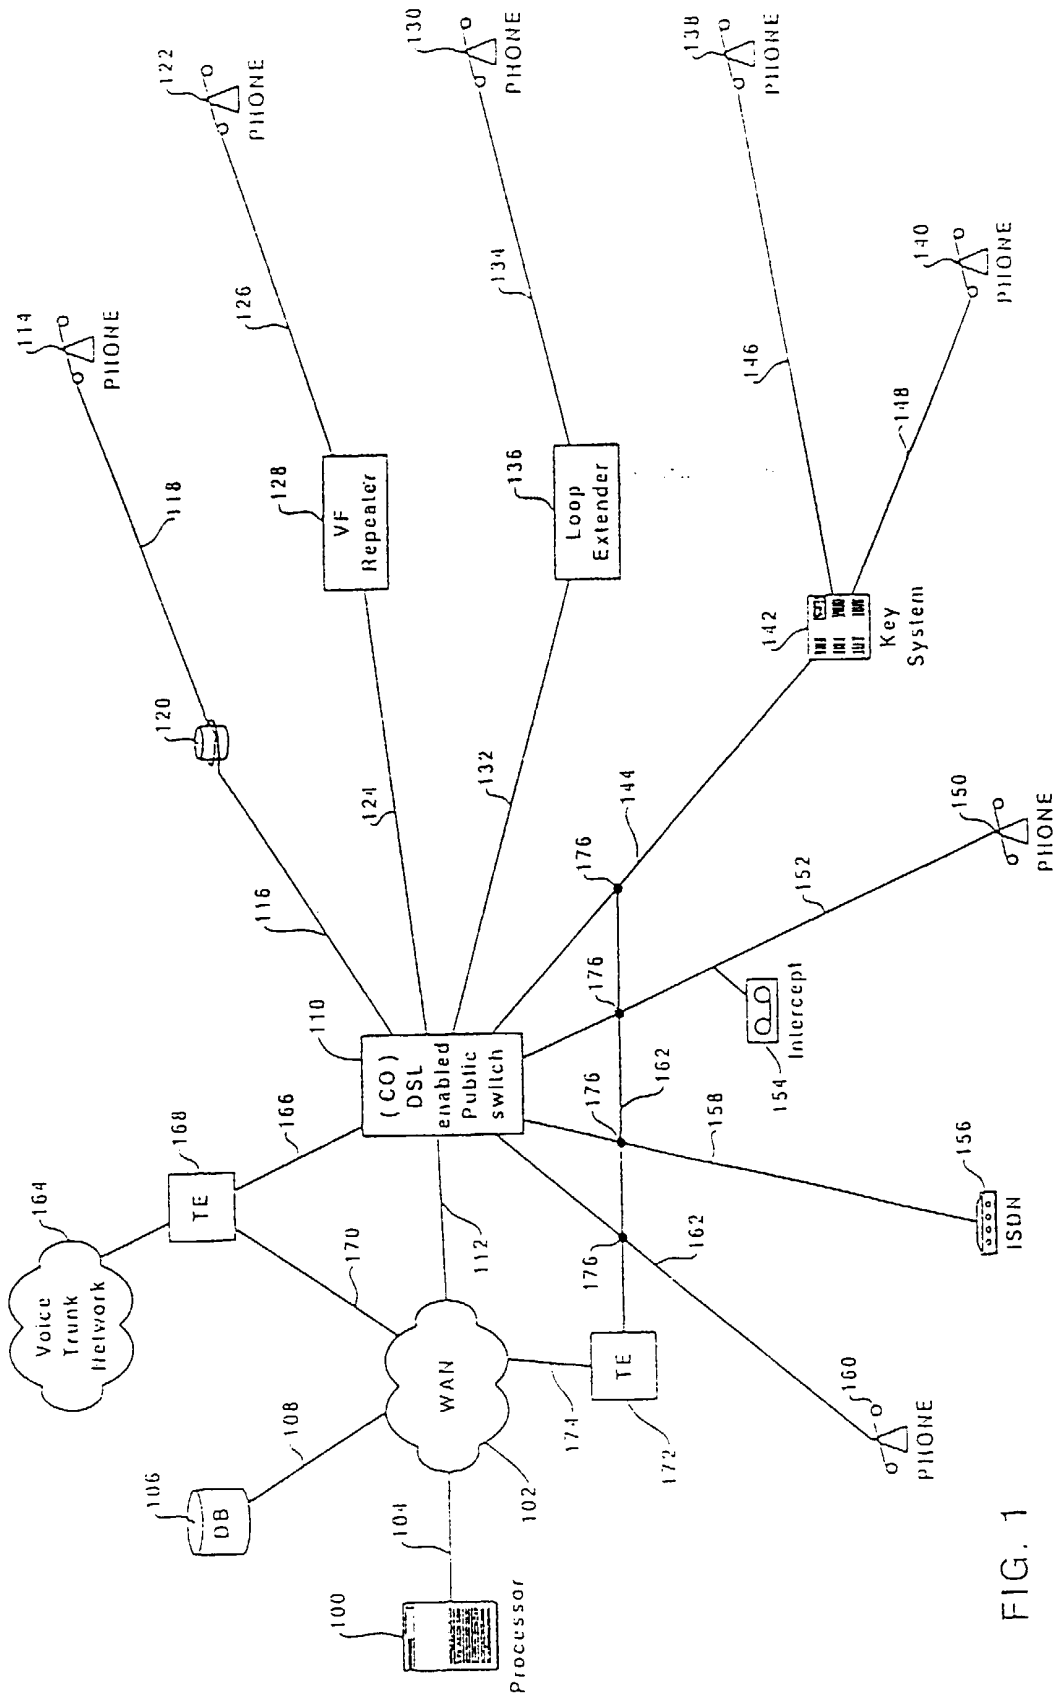 114
PHONE
118
120
116
122
PHONE
126
128
VF
Repeater
124
130
PHONE
134
136
Loop
Extender
132
138
PHONE
146
140
PHONE
148
142
Key
System
144
176
150
PHONE
152
176
Intercept
154
110
(CO)
DSL
enabled
Public
switch
162
176
158
156
ISDN
164
Voice
Trunk
Network
168
TE
166
170
112
176
162
160
PHONE
WAN
102
174
TE
172
106
DB
108
104
100
Processor
FIG. 1